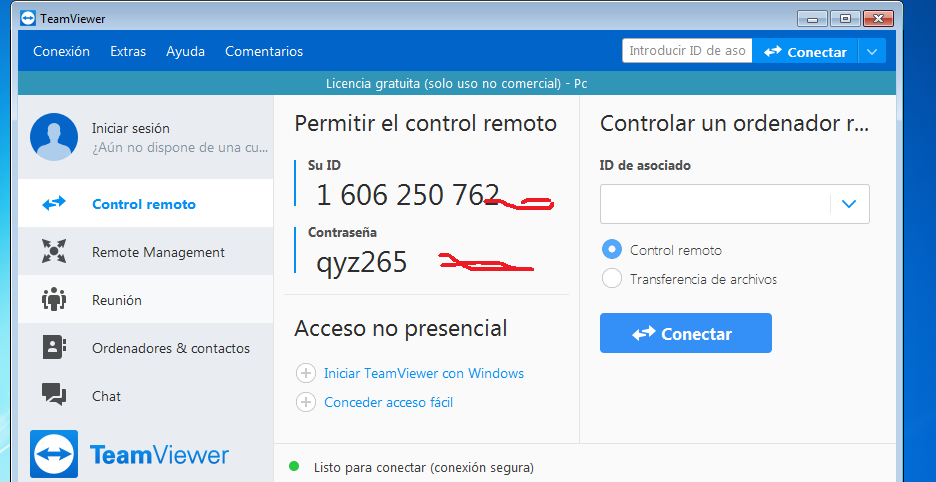 TeamViewer
Conexión Extras Ayuda Comentarios
Introducir ID de aso
Conectar
Licencia gratuita (solo uso no comercial) - Pc
Iniciar sesión
¿Aún no dispone de una cu...
Control remoto
Remote Management
Reunión
Ordenadores & contactos
Chat
TeamViewer
Permitir el control remoto
Su ID
1 606 250 762
Contraseña
qyz265
Acceso no presencial
Iniciar TeamViewer con Windows
Conceder acceso fácil
Controlar un ordenador r...
ID de asociado
Control remoto
Transferencia de archivos
Conectar
Listo para conectar (conexión segura)